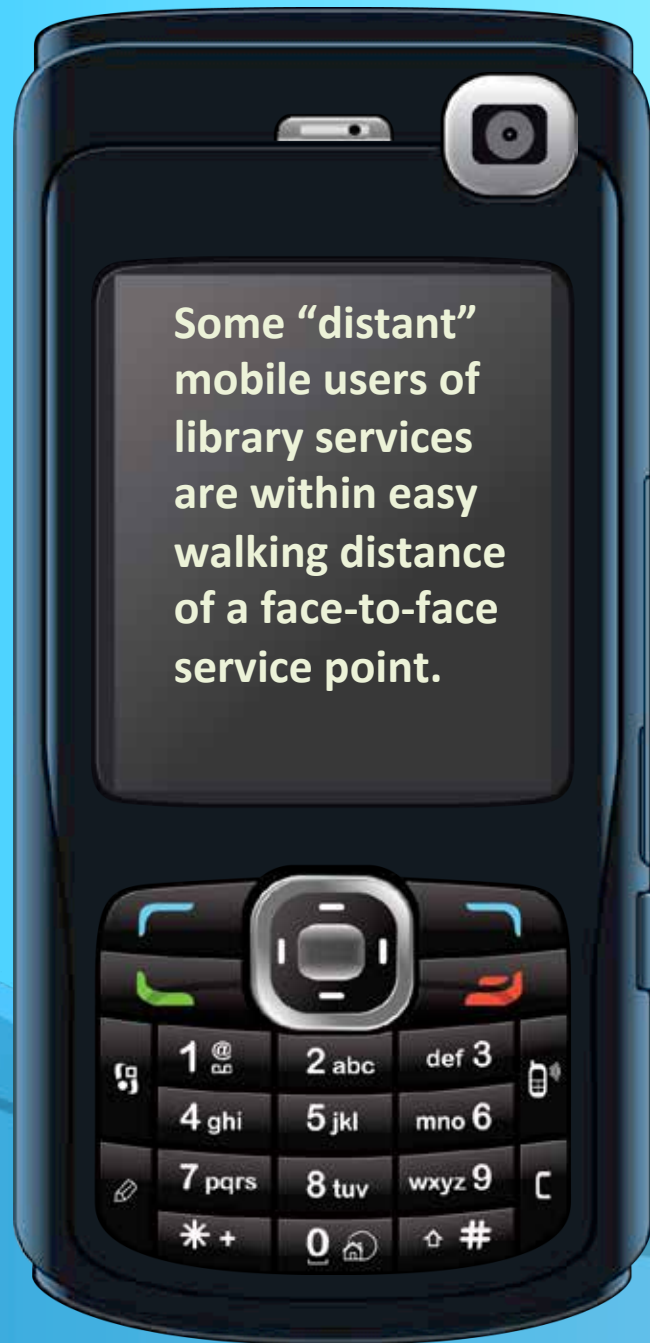 Some “distant”
mobile users of
library services
are within easy
walking distance
of a face-to-face
service point.
1 @
2 abc
def 3
4 ghi
5 jkl
mno 6
7 pqrs
8 tuv
wxyz 9
* +
0
#
C